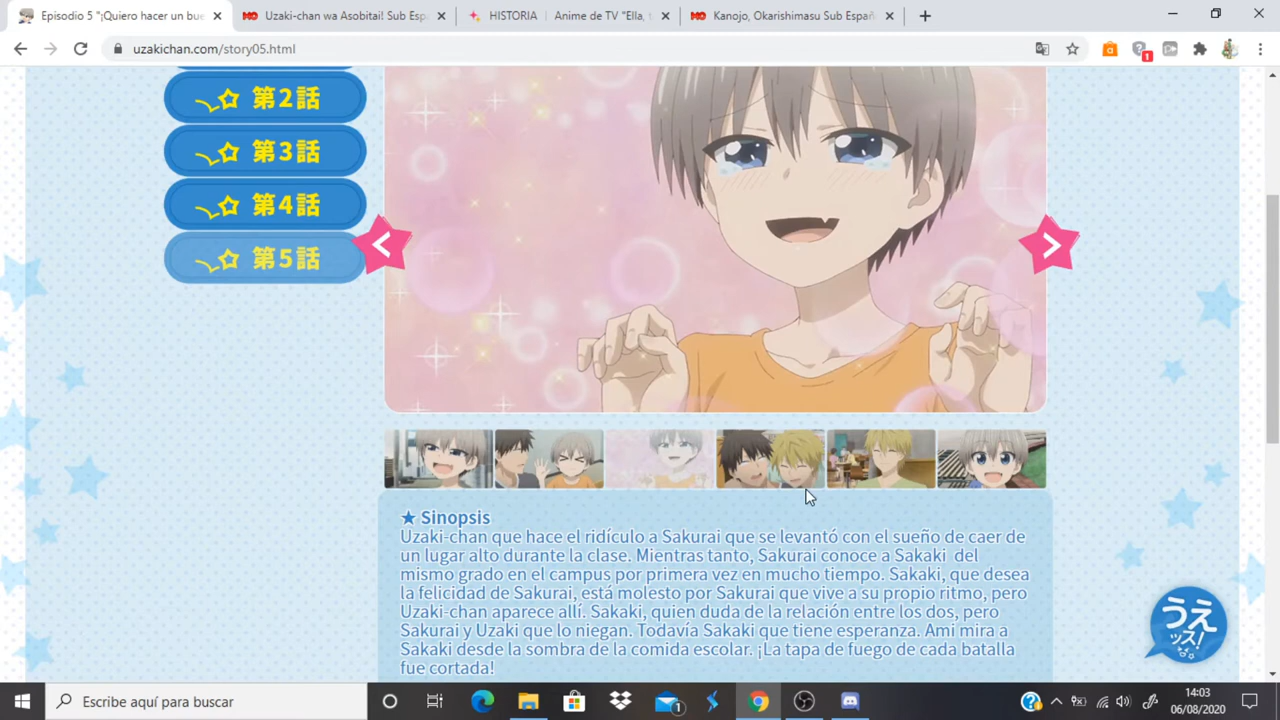 Episodio 5 "¡Quiero hacer un bue
Uzaki-chan wa Asobitai! Sub Esp
HISTORIA | Anime de TV "Ella, t
Kanojo, Okarishimasu Sub Españ
uzakichan.com/story05.html
1
第2話
第3話
第4話
第5話
★ Sinopsis
Uzaki-chan que hace el ridículo a Sakurai que se levantó con el sueño de caer de
un lugar alto durante la clase. Mientras tanto, Sakurai conoce a Sakaki del
mismo grado en el campus por primera vez en mucho tiempo. Sakaki, que desea
la felicidad de Sakurai, está molesto por Sakurai que vive a su propio ritmo, pero
Uzaki-chan aparece allí. Sakaki, quien duda de la relación entre los dos, pero
Sakurai y Uzaki que lo niegan. Todavía Sakaki que tiene esperanza. Ami mira a
Sakaki desde la sombra de la comida escolar. ¡La tapa de fuego de cada batalla
fue cortada!
うえ
ッス!
Escribe aquí para buscar
1
14:03
06/08/2020